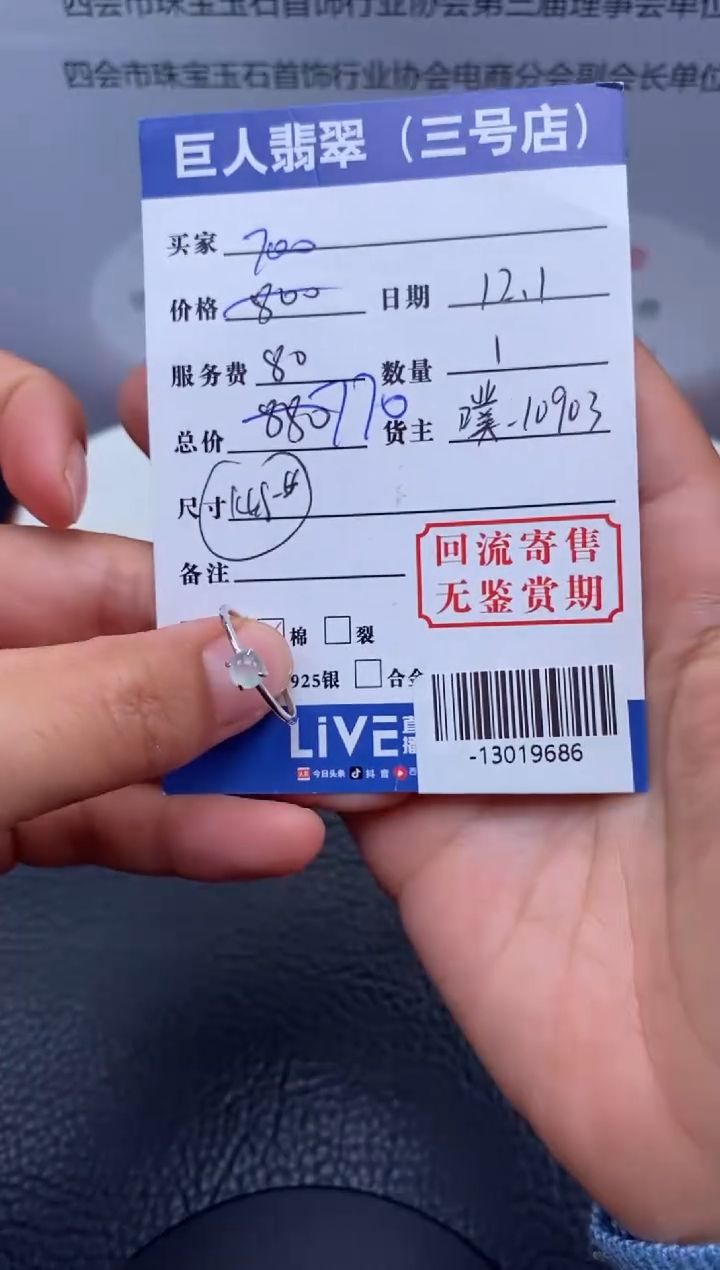 四会市珠宝玉石首饰行业协会第三届理事会单位
四会市珠宝玉石首饰行业协会电商分会副会长单位
巨人翡翠（三号店）
买家 700
价格 800 日期 12.1
服务费 80 数量 1
总价 880 770 货主 -10903
尺寸
备注
回流寄售
无鉴赏期
棉 裂
925银 合金
LiVE 直播
今日头条 抖音 西
-13019686